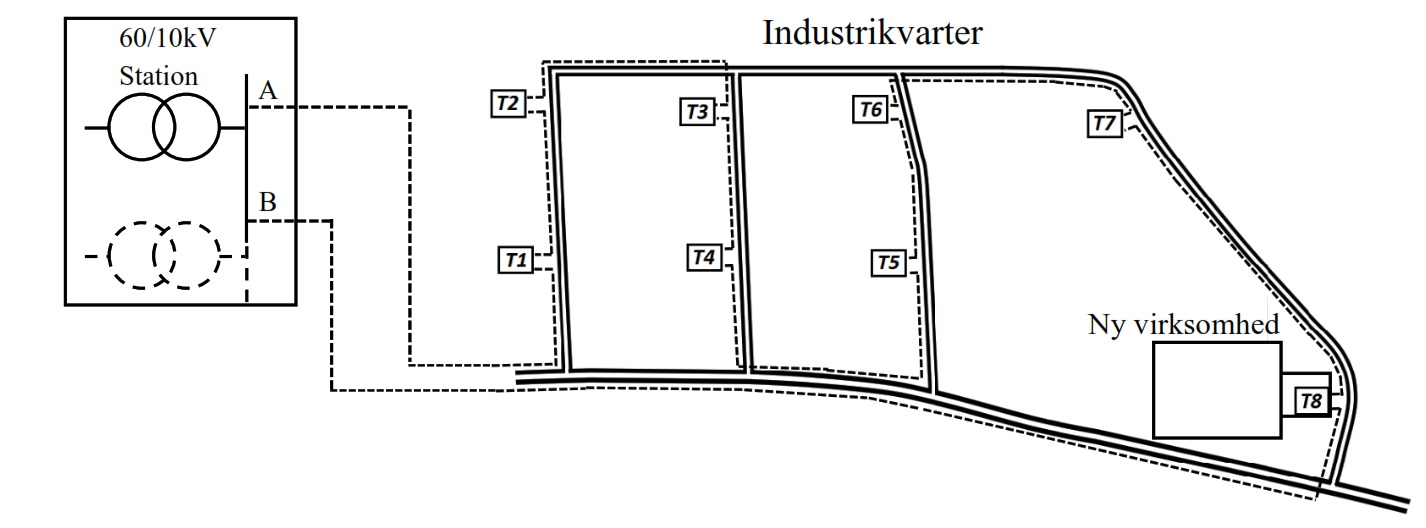 Industrikvarter
60/10kV
Station
A
B
T2
T3
T6
T7
T1
T4
T5
Ny virksomhed
T8